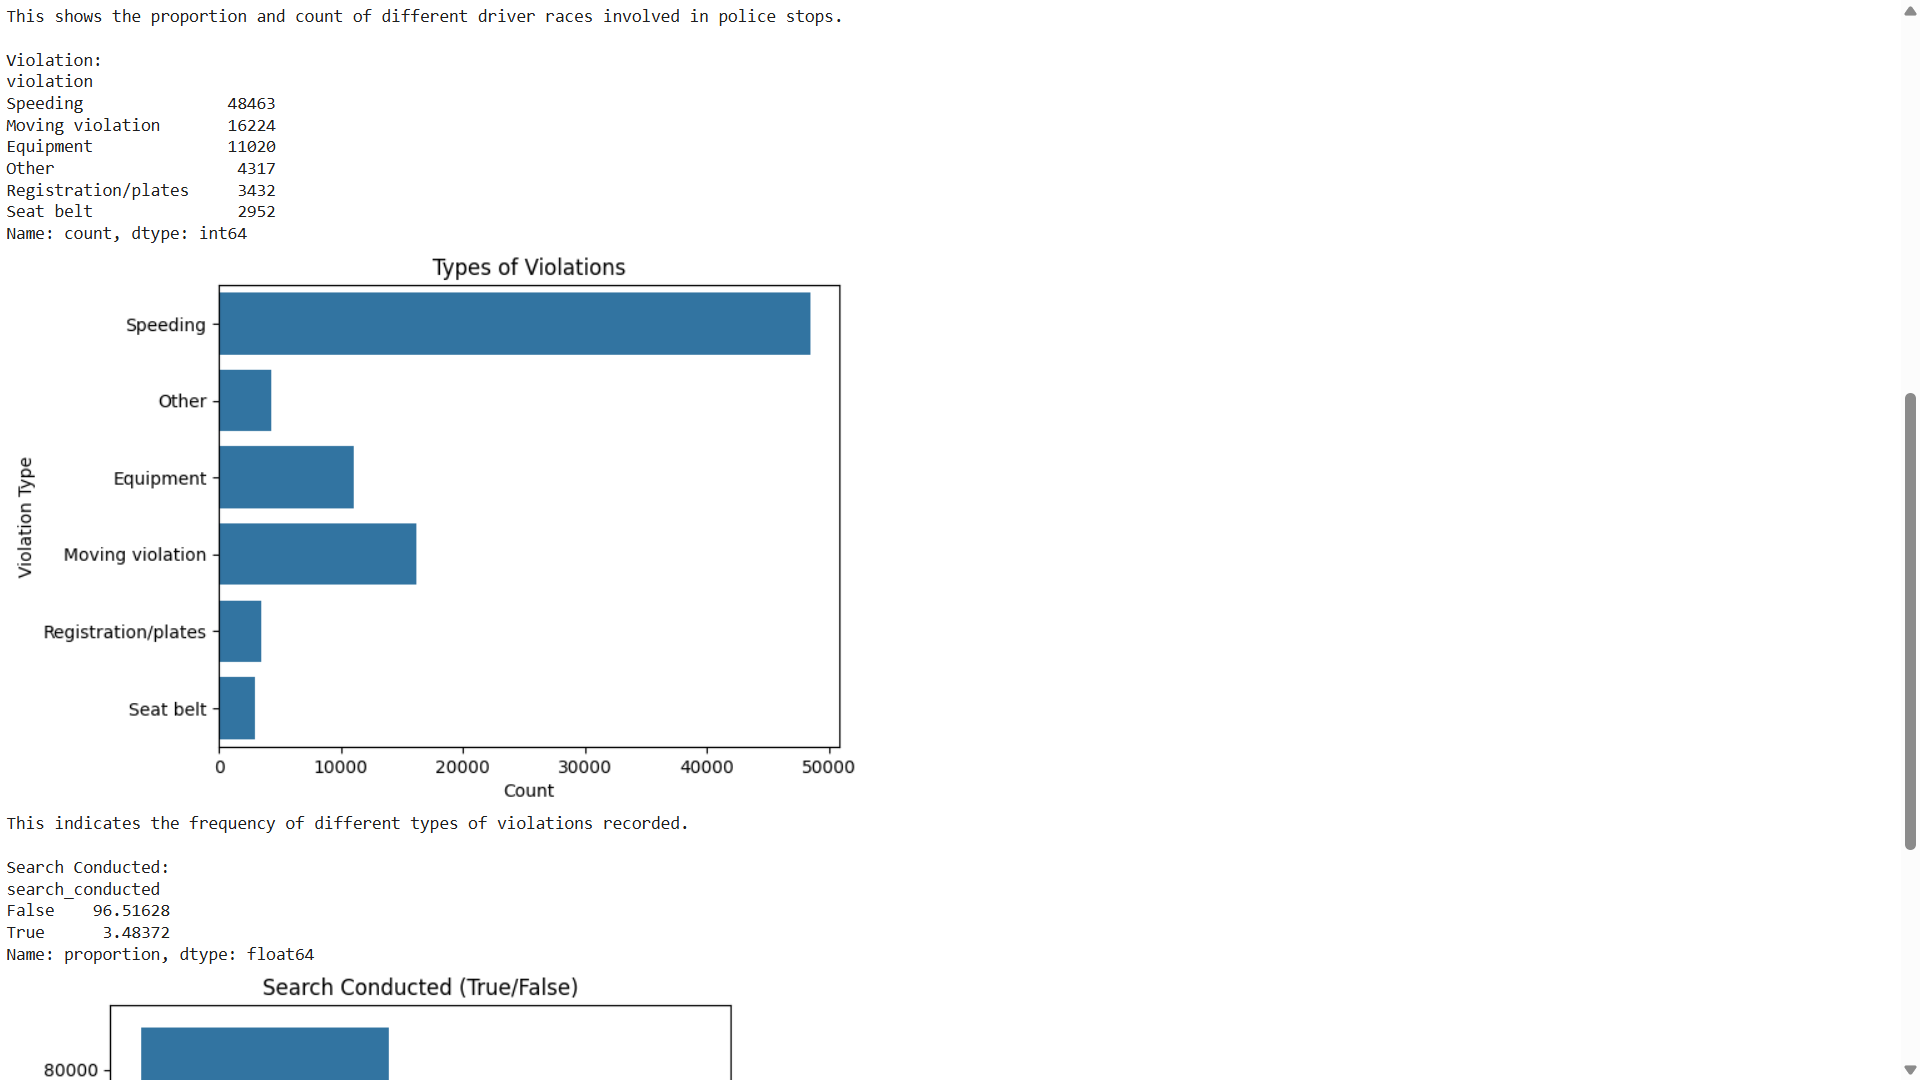 This shows the proportion and count of different driver races involved in police stops.
Violation:
violation
Speeding 48463
Moving violation 16224
Equipment 11020
Other 4317
Registration/plates 3432
Seat belt 2952
Name: count, dtype: int64
Types of Violations
Speeding
Other
Equipment
Moving violation
Registration/plates
Seat belt
Violation Type
0 10000 20000 30000 40000 50000
Count
This indicates the frequency of different types of violations recorded.
Search Conducted:
search_conducted
False 96.51628
True 3.48372
Name: proportion, dtype: float64
Search Conducted (True/False)
80000